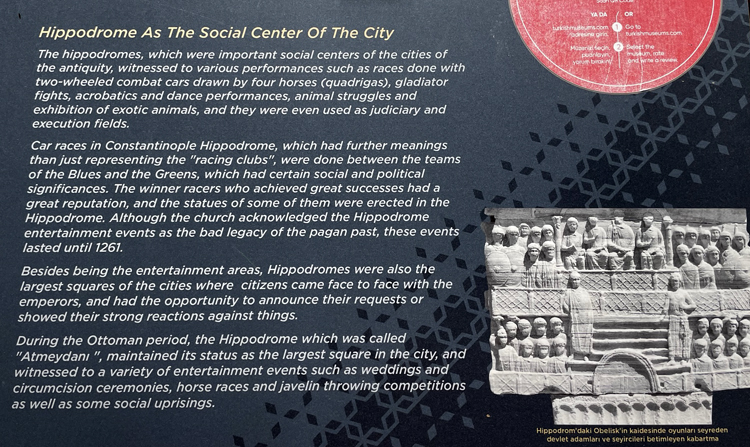 Hippodrome As The Social Center Of The City
The hippodromes, which were important social centers of the cities of
the antiquity, witnessed to various performances such as races done with
two-wheeled combat cars drawn by four horses (quadrigas), gladiator
fights, acrobatics and dance performances, animal struggles and
exhibition of exotic animals, and they were even used as judiciary and
execution fields.
Car races in Constantinople Hippodrome, which had further meanings
than just representing the "racing clubs", were done between the teams
of the Blues and the Greens, which had certain social and political
significances. The winner racers who achieved great successes had a
great reputation, and the statues of some of them were erected in the
Hippodrome. Although the church acknowledged the Hippodrome
entertainment events as the bad legacy of the pagan past, these events
lasted until 1261.
Besides being the entertainment areas, Hippodromes were also the
largest squares of the cities where citizens came face to face with the
emperors, and had the opportunity to announce their requests or
showed their strong reactions against things.
During the Ottoman period, the Hippodrome which was called
"Atmeydanı ", maintained its status as the largest square in the city, and
witnessed to a variety of entertainment events such as weddings and
circumcision ceremonies, horse races and javelin throwing competitions
as well as some social uprisings.
YA DA OR
turkishmuseums.com 1 Go to
adresine girin, turkishmuseums.com,
2 Select the
puanlayın, museum, rate
yorum bırakın! and write a review.
Hippodrom'daki Obelisk'in kaidesinde oyunları seyreden
devlet adamları ve seyircileri betimleyen kabartma